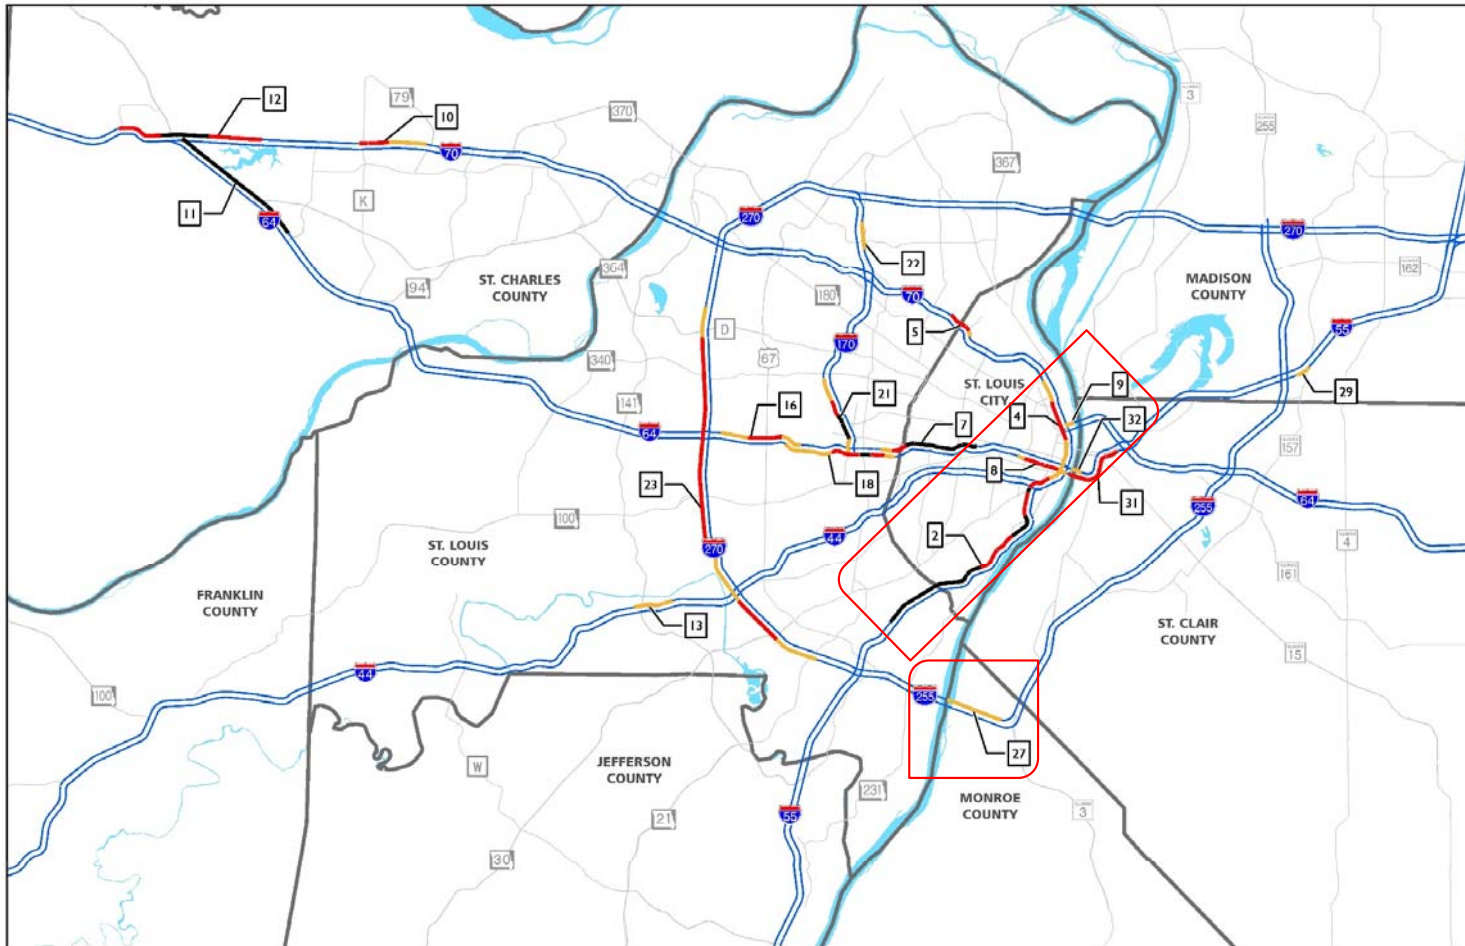 12
79
10
370
3
255
70
367
11
64
K
270
270
22
364
ST. CHARLES
COUNTY
94
180
70
MADISON
COUNTY
162
D
5
55
170
67
340
ST. LOUIS
CITY
9
29
141
16
21
4
32
64
7
157
18
8
23
31
64
255
100
44
2
4
ST. LOUIS
COUNTY
270
161
FRANKLIN
COUNTY
13
ST. CLAIR
COUNTY
15
44
100
255
27
W
JEFFERSON
COUNTY
231
MONROE
COUNTY
3
21
55
30